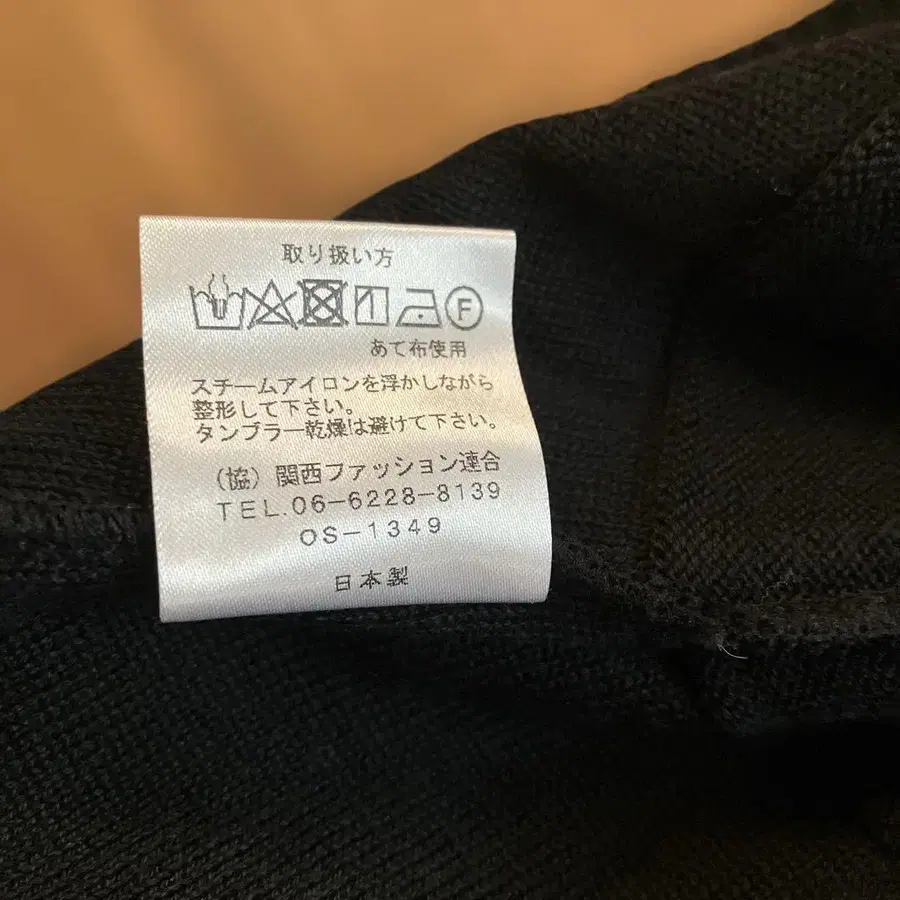 取り扱い方
F
あて布使用
スチームアイロンを浮かしながら
整形して下さい。
タンブラー乾燥は避けて下さい。
（協）関西ファッション連合
TEL.06-6228-8139
OS-1349
日本製